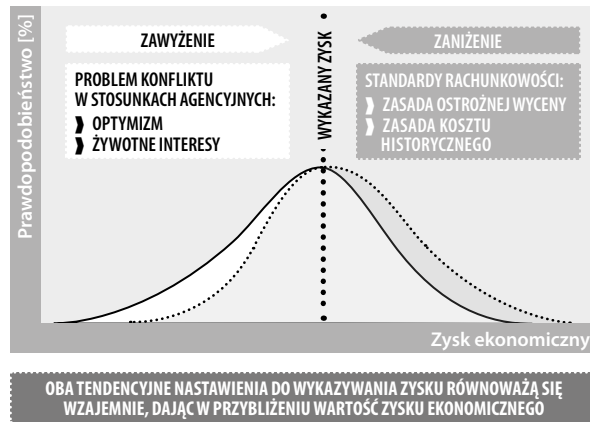 Prawdopodobieństwo [%]
ZAWYŻENIE
PROBLEM KONFLIKTU
W STOSUNKACH AGENCYJNYCH:
❱ OPTYMIZM
❱ ŻYWOTNE INTERESY
WYKAZANY ZYSK
ZANIŻENIE
STANDARDY RACHUNKOWOŚCI:
❱ ZASADA OSTROŻNEJ WYCENY
❱ ZASADA KOSZTU
HISTORYCZNEGO
Zysk ekonomiczny
OBA TENDENCYJNE NASTAWIENIA DO WYKAZYWANIA ZYSKU RÓWNOWAŻĄ SIĘ
WZAJEMNIE, DAJĄC W PRZYBLIŻENIU WARTOŚĆ ZYSKU EKONOMICZNEGO